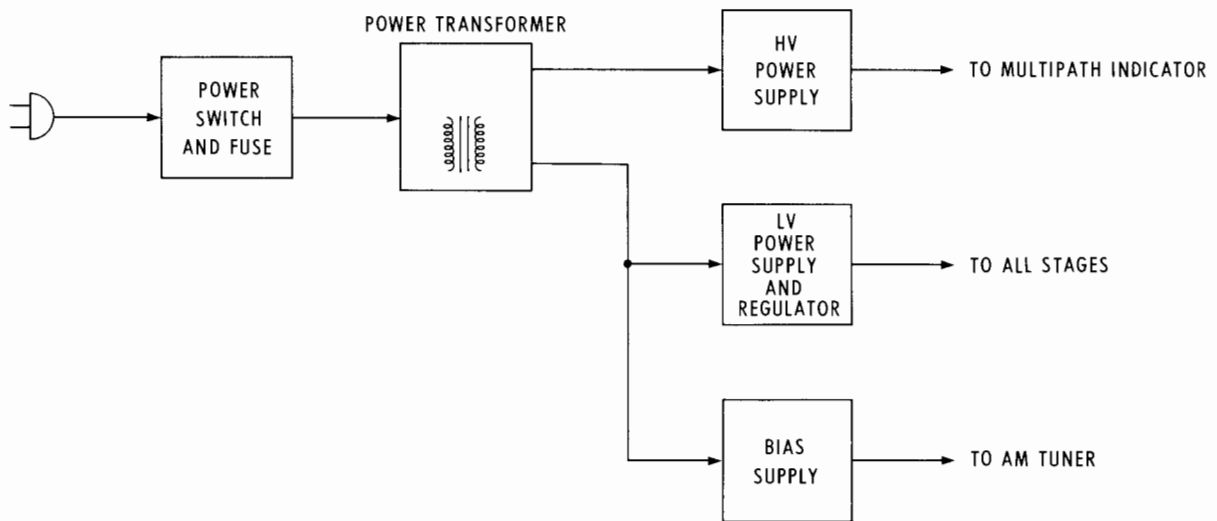 POWER TRANSFORMER
POWER
SWITCH
AND FUSE
HV
POWER
SUPPLY
TO MULTIPATH INDICATOR
LV
POWER
SUPPLY
AND
REGULATOR
TO ALL STAGES
BIAS
SUPPLY
TO AM TUNER